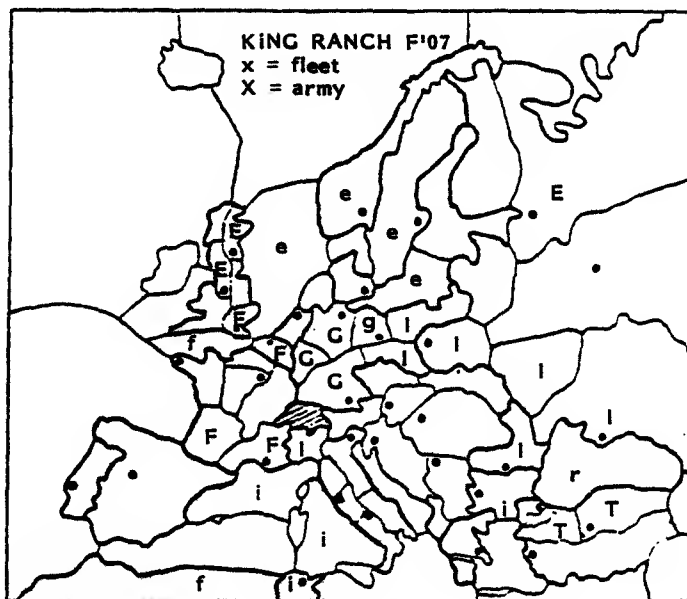 KiNG RANCH F'07
x = fleet
X = army
e E
E e
e
E e
F G g I
f F G I I
G I
F I
F i I
r
i i T
T
i
f i